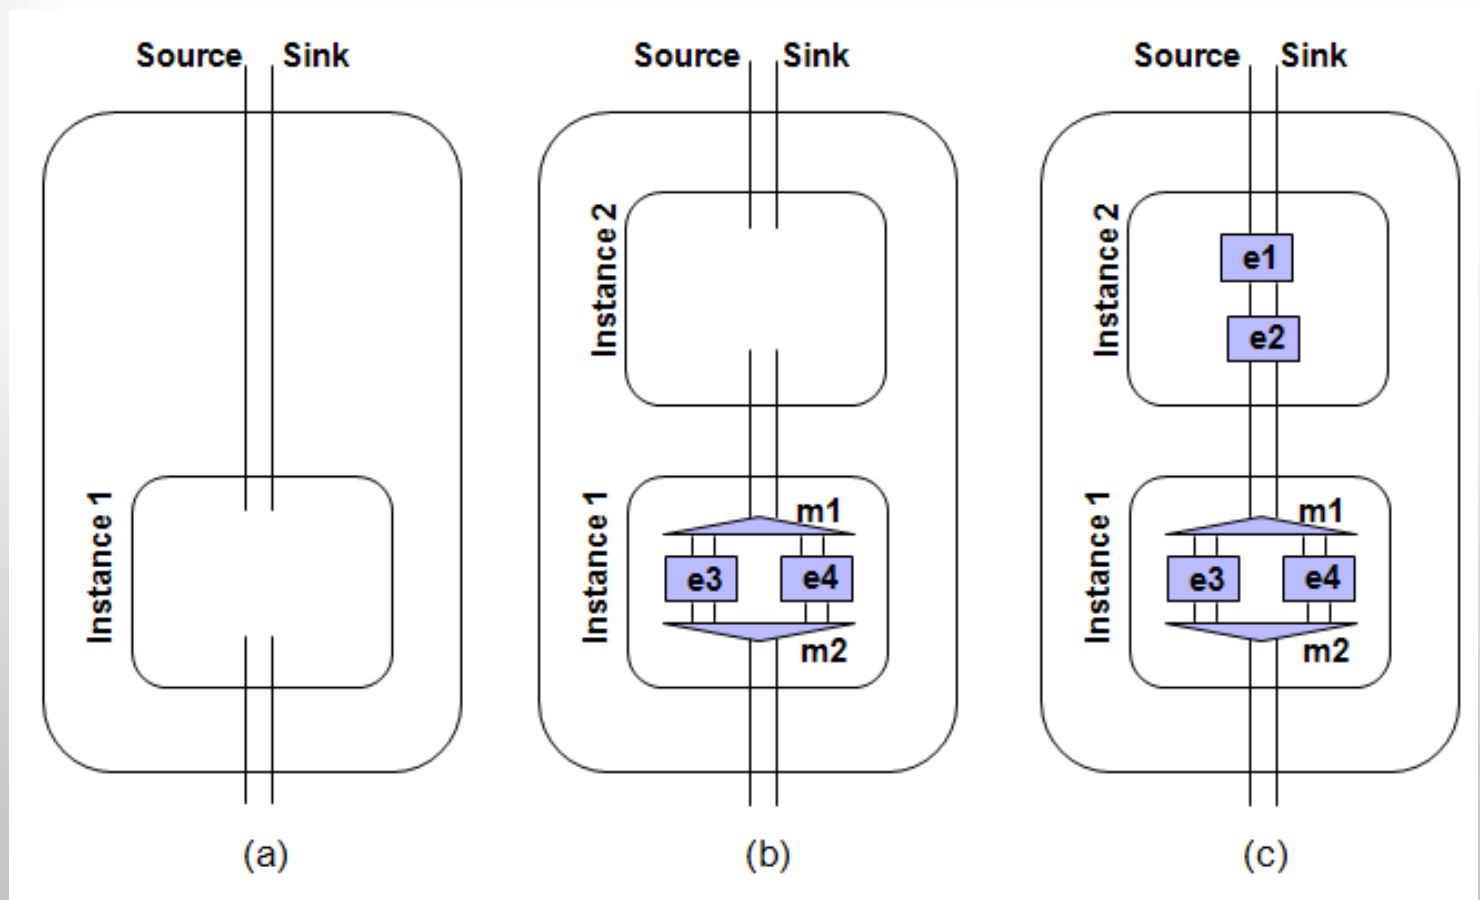 Source Sink
Instance 1
(a)
Source Sink
Instance 2
Instance 1
m1
e3 e4
m2
(b)
Source Sink
Instance 2
e1
e2
Instance 1
m1
e3 e4
m2
(c)